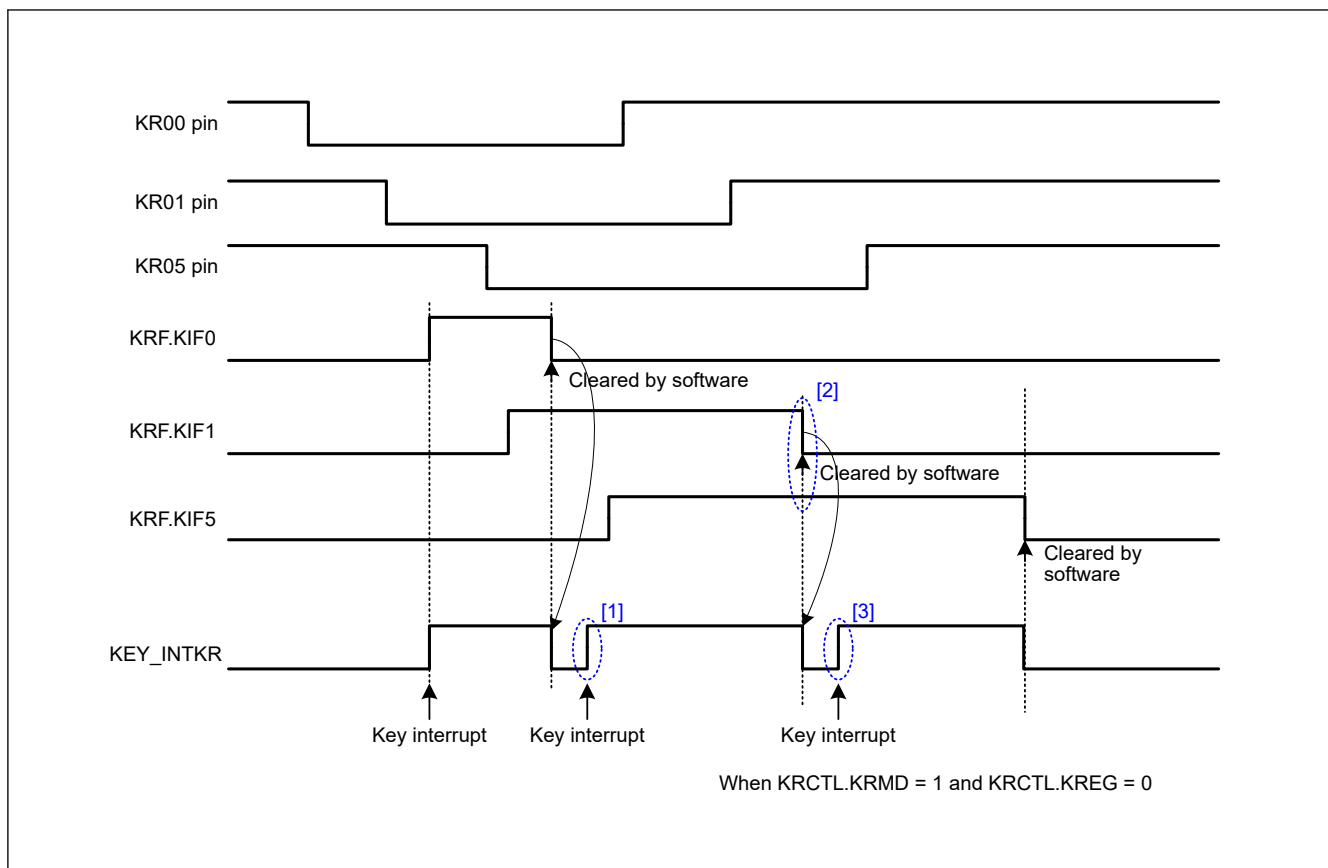 KR00 pin
KR01 pin
KR05 pin
KRF.KIF0
Cleared by software
[2]
KRF.KIF1
Cleared by software
KRF.KIF5
Cleared by
software
[1]
[3]
KEY_INTKR
Key interrupt
Key interrupt
Key interrupt
When KRCTL.KRMD = 1 and KRCTL.KREG = 0